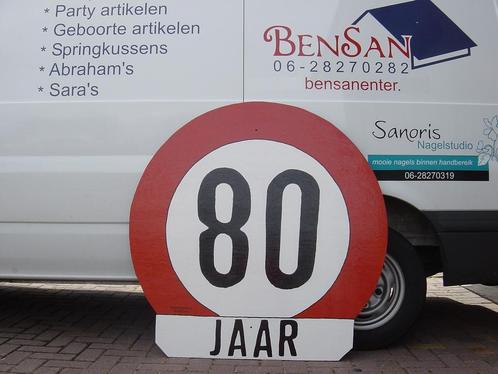 * Party artikelen
* Geboorte artikelen
* Springkussens
* Abraham's
* Sara's
BENSAN
06-28270282
bensanenter.
Sanoris
Nagelstudio
mooie nagels binnen handbereik
06-28270319
80
JAAR